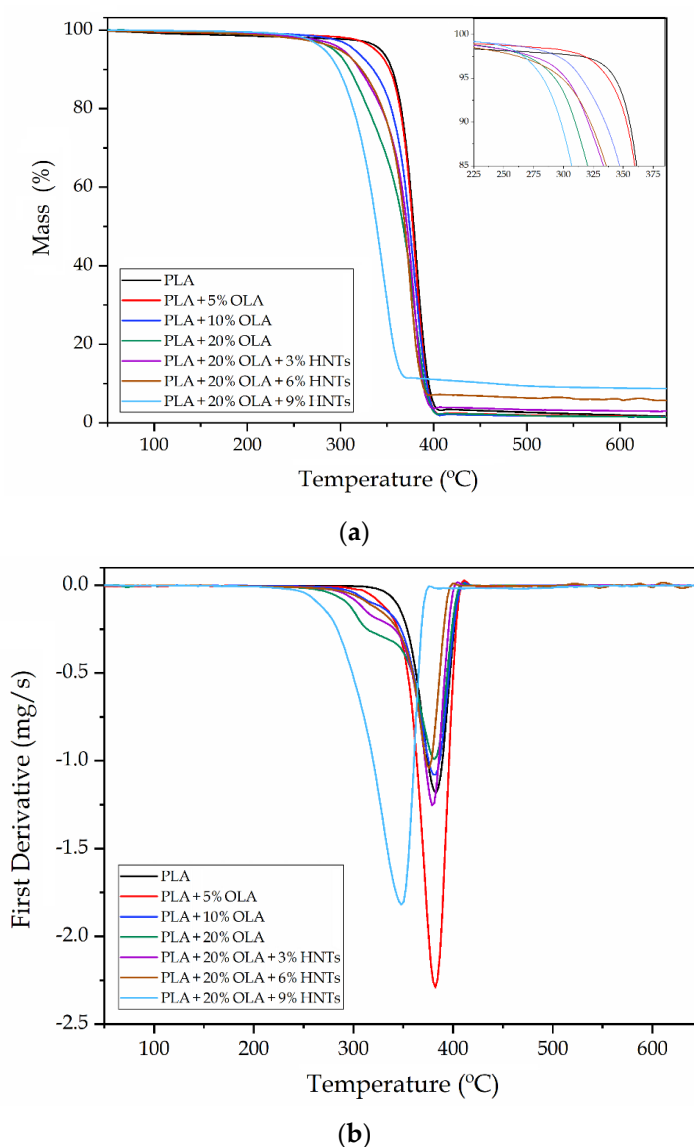 100
80
60
40
20
0
Mass (%)
100
95
90
85
225
250
275
300
325
350
375
PLA
PLA + 5% OLA
PLA + 10% OLA
PLA + 20% OLA
PLA + 20% OLA + 3% HNTs
PLA + 20% OLA + 6% HNTs
PLA + 20% OLA + 9% HNTs
100 200 300 400 500 600
Temperature (ºC)
(a)
0.0
-0.5
-1.0
-1.5
-2.0
-2.5
First Derivative (mg/s)
PLA
PLA + 5% OLA
PLA + 10% OLA
PLA + 20% OLA
PLA + 20% OLA + 3% HNTs
PLA + 20% OLA + 6% HNTs
PLA + 20% OLA + 9% HNTs
100 200 300 400 500 600
Temperature (ºC)
(b)